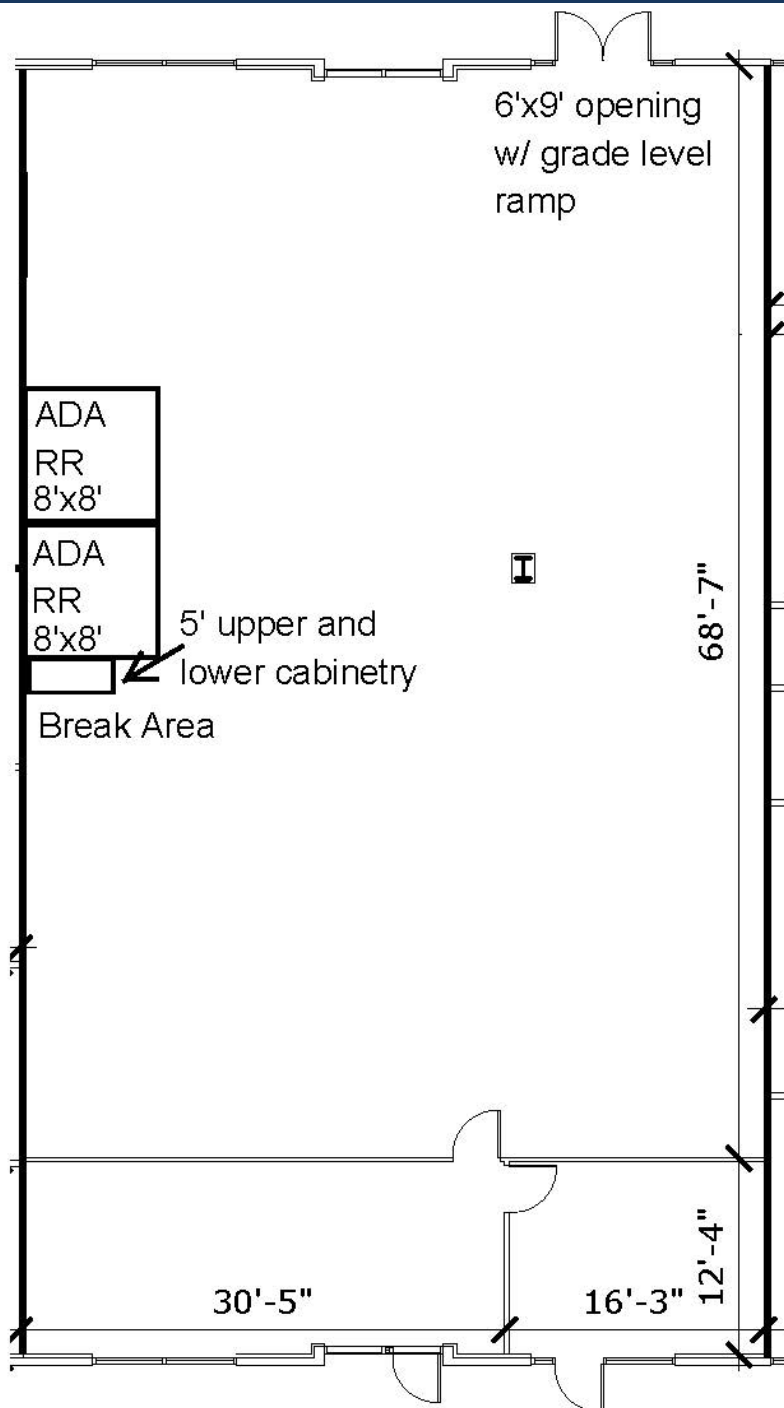 6'x9' opening
w/ grade level
ramp
ADA
RR
8'x8'
ADA
RR
8'x8'
5' upper and
lower cabinetry
Break Area
68'-7"
30'-5"
16'-3"
12'-4"